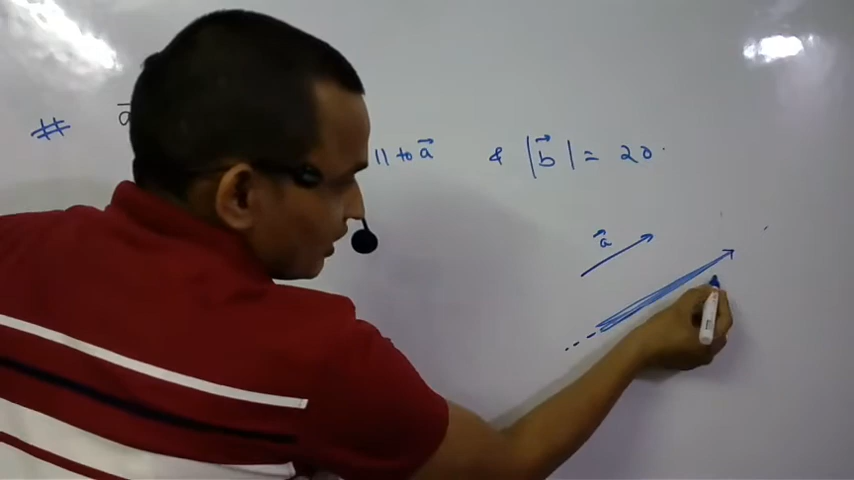 # a⃗ || to a⃗ & |b⃗| = 20.
a⃗